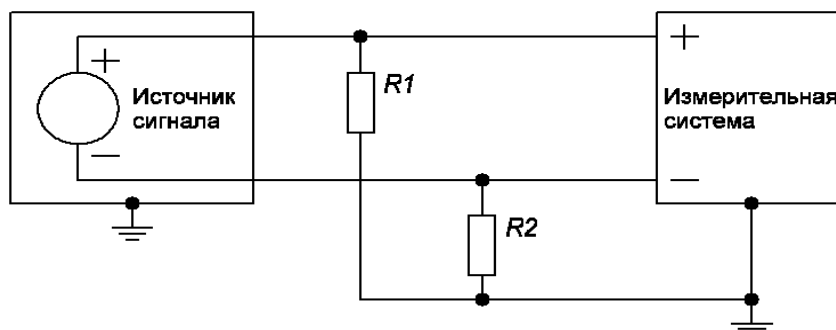 +
Источник
сигнала
−
R1
R2
+
Измерительная
система
−